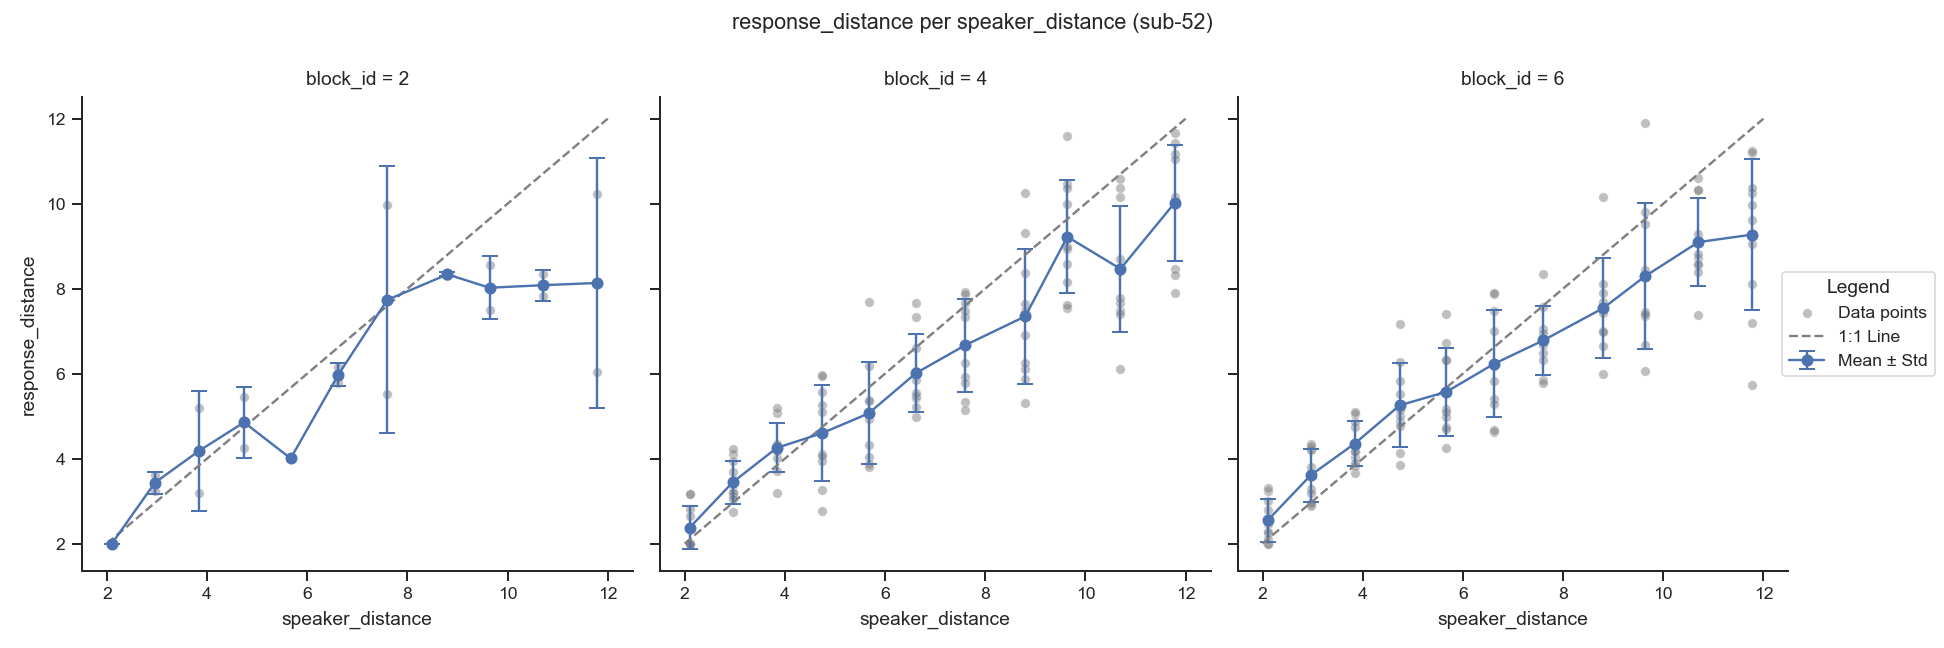 response_distance per speaker_distance (sub-52)
block_id = 2
block_id = 4
block_id = 6
response_distance
12
10
8
6
4
2
2 4 6 8 10 12
2 4 6 8 10 12
2 4 6 8 10 12
speaker_distance
speaker_distance
speaker_distance
Legend
Data points
1:1 Line
Mean ± Std